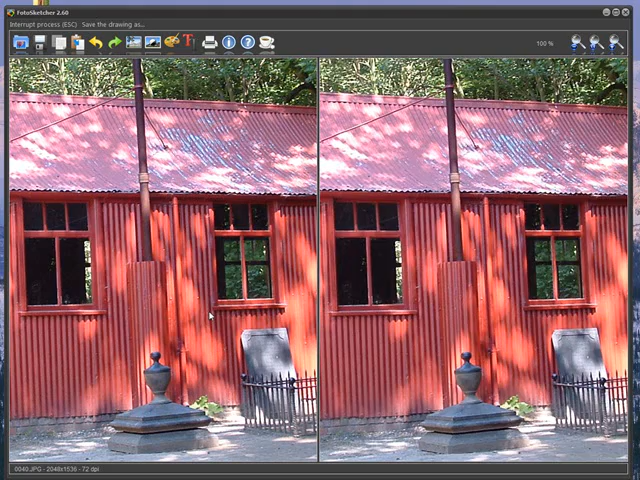 FotoSketcher 2.60
Interrupt process (ESC) Save the drawing as...
100 %
0040.JPG - 2048x1536 - 72 dpi